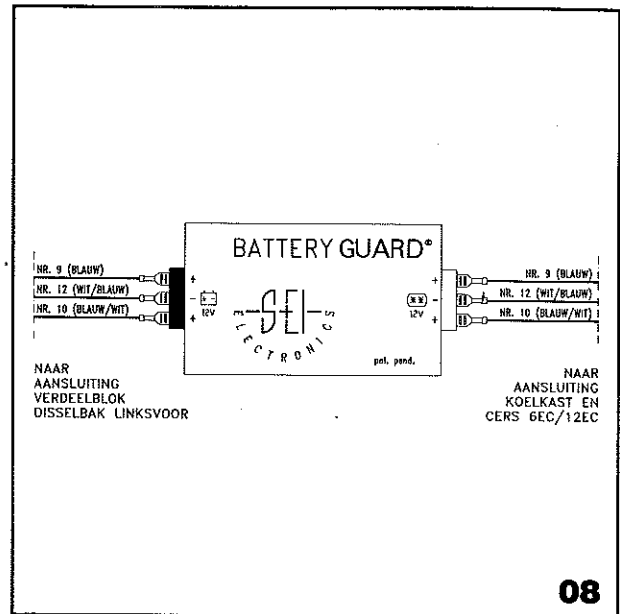 BATTERY GUARD®
NR. 9 (BLAUW)
NR. 12 (WIT/BLAUW)
NR. 10 (BLAUW/WIT)
+
-
+
12V
SEI
ELECTRONICS
pat. pend.
+
-
+
12V
NR. 9 (BLAUW)
NR. 12 (WIT/BLAUW)
NR. 10 (BLAUW/WIT)
NAAR
AANSLUITING
VERDEELBLOK
DISSELBAK LINKSVOOR
NAAR
AANSLUITING
KOELKAST EN
CERS 6EC/12EC
08